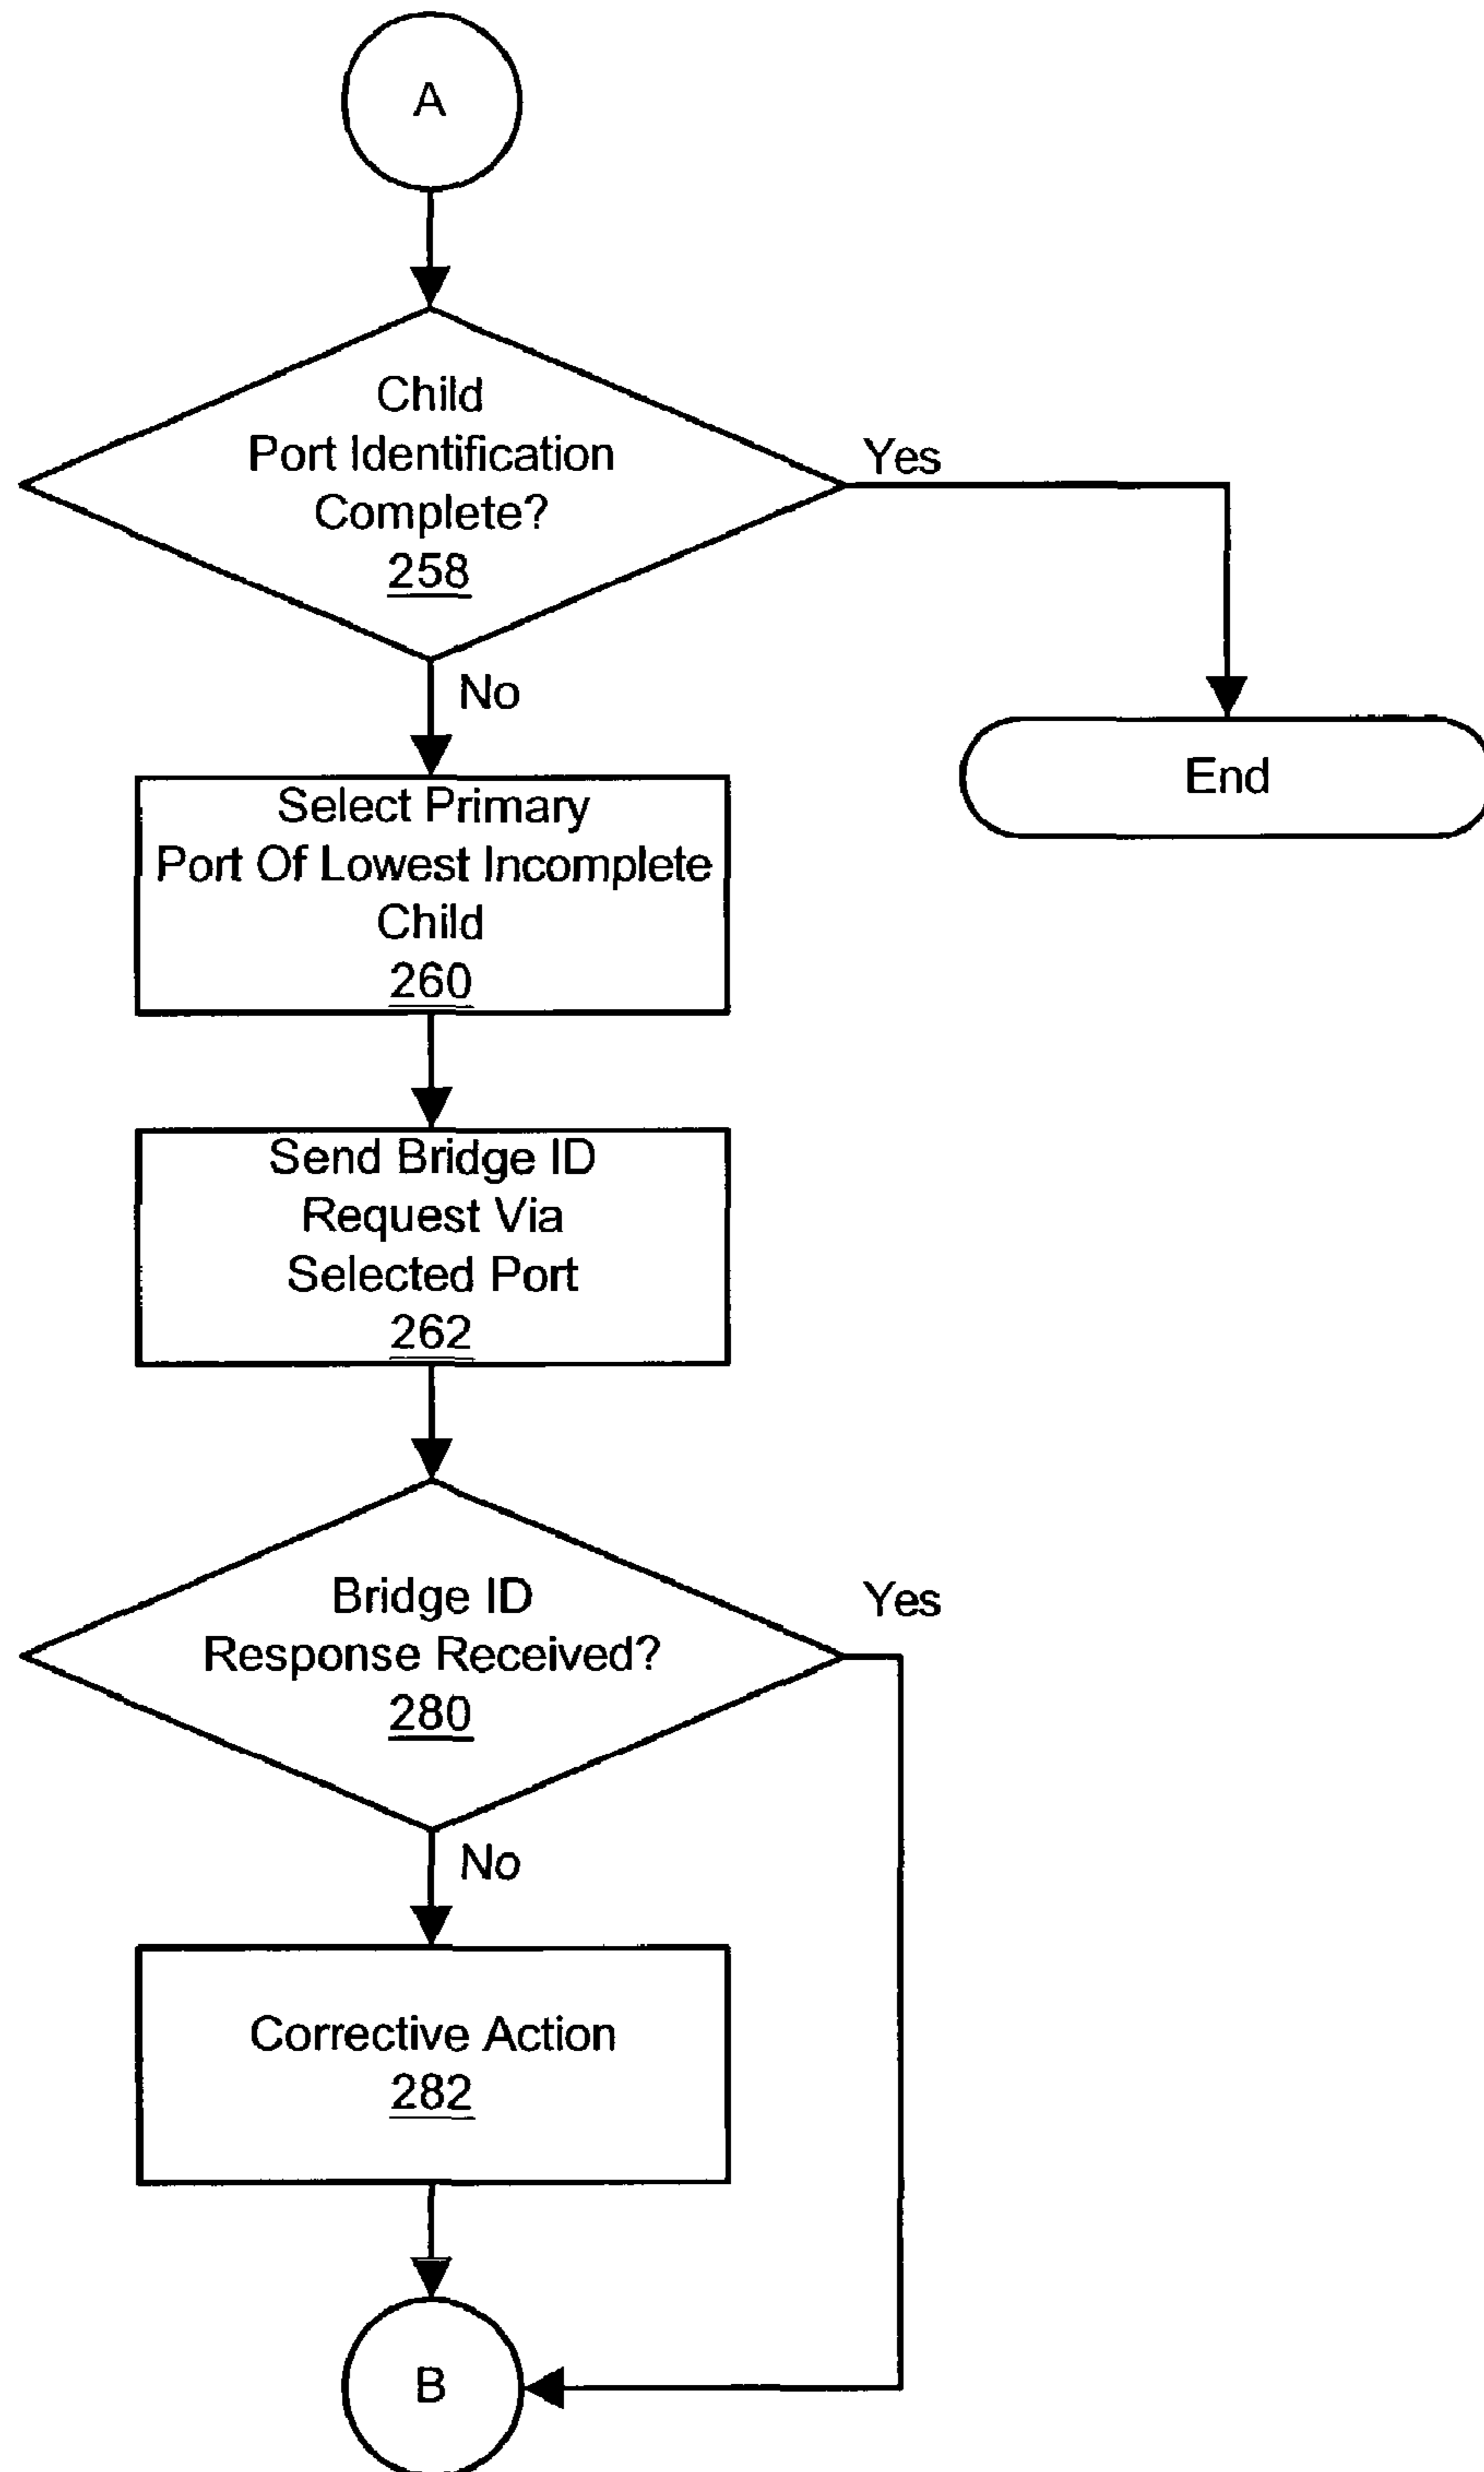 A
Child
Port Identification
Complete?
258
Yes
No
End
Select Primary
Port Of Lowest Incomplete
Child
260
Send Bridge ID
Request Via
Selected Port
262
Bridge ID
Response Received?
280
Yes
No
Corrective Action
282
B